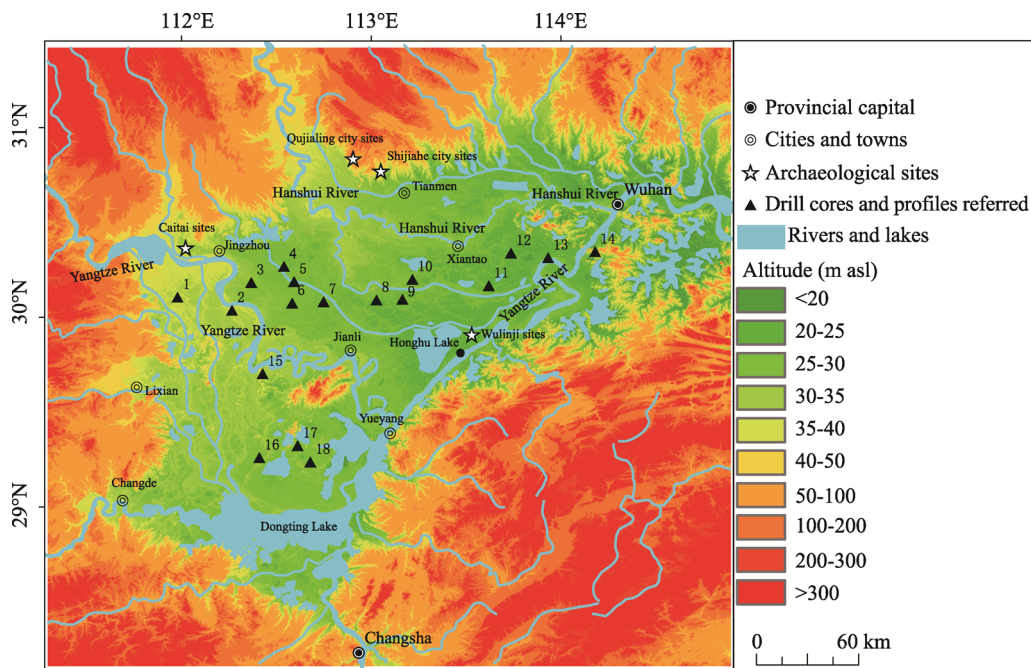 112°E 113°E 114°E
31°N
30°N
29°N
Qujialing city sites
Shijiahe city sites
Hanshui River
Tianmen
Hanshui River
Wuhan
Caitai sites
Jingzhou
Hanshui River
Xiantao
Yangtze River
1
2
3
4
5
6
7
8
9
10
11
12
13
14
Yangtze River
Yangtze River
Jianli
Honghu Lake
Wulinji sites
15
Lixian
Yueyang
16
17
18
Changde
Dongting Lake
Changsha
Provincial capital
Cities and towns
Archaeological sites
Drill cores and profiles referred
Rivers and lakes
Altitude (m asl)
<20
20-25
25-30
30-35
35-40
40-50
50-100
100-200
200-300
>300
0 60 km